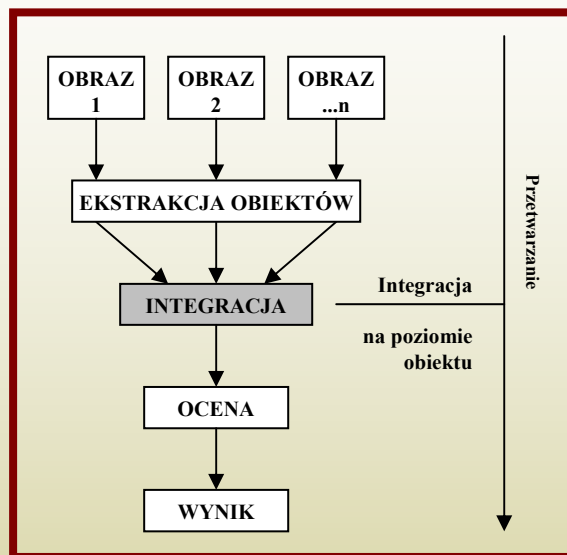 OBRAZ
1
OBRAZ
2
OBRAZ
...n
EKSTRAKCJA OBIEKTÓW
INTEGRACJA
Integracja
na poziomie
obiektu
Przetwarzanie
OCENA
WYNIK